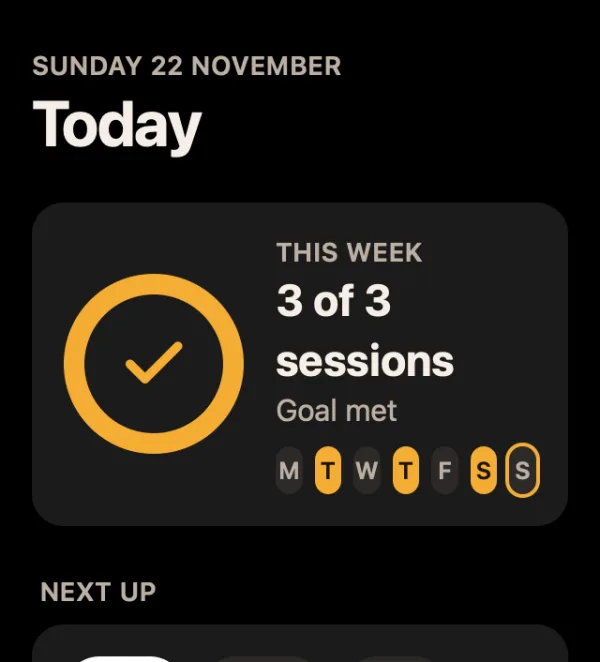 SUNDAY 22 NOVEMBER
Today
THIS WEEK
3 of 3
sessions
Goal met
M T W T F S S
NEXT UP